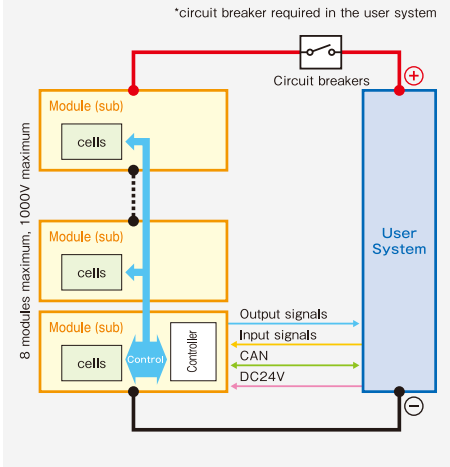 *circuit breaker required in the user system
Circuit breakers
+
Module (sub)
cells
8 modules maximum, 1000V maximum
Module (sub)
cells
User
System
Module (sub)
cells
Control
Controller
Output signals
Input signals
CAN
DC24V
−